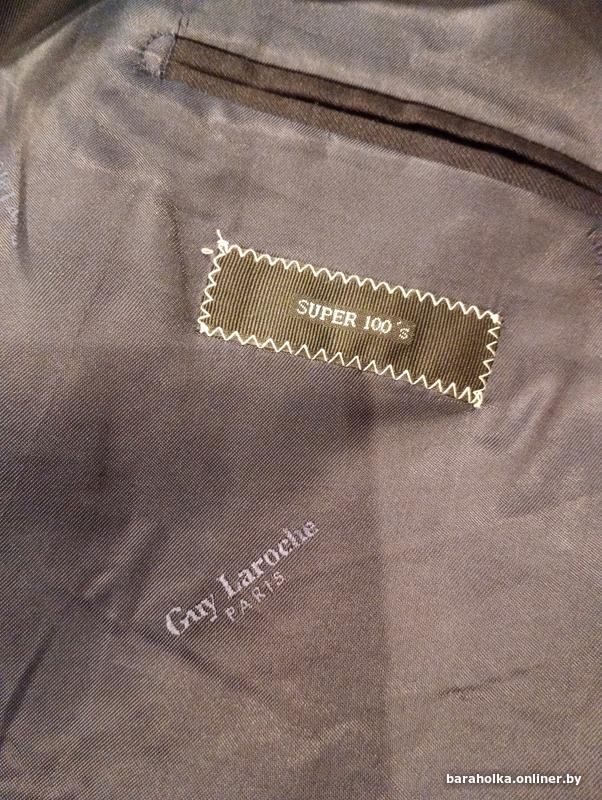 SUPER 100's
Guy Laroche
PARIS
baraholka.onliner.by